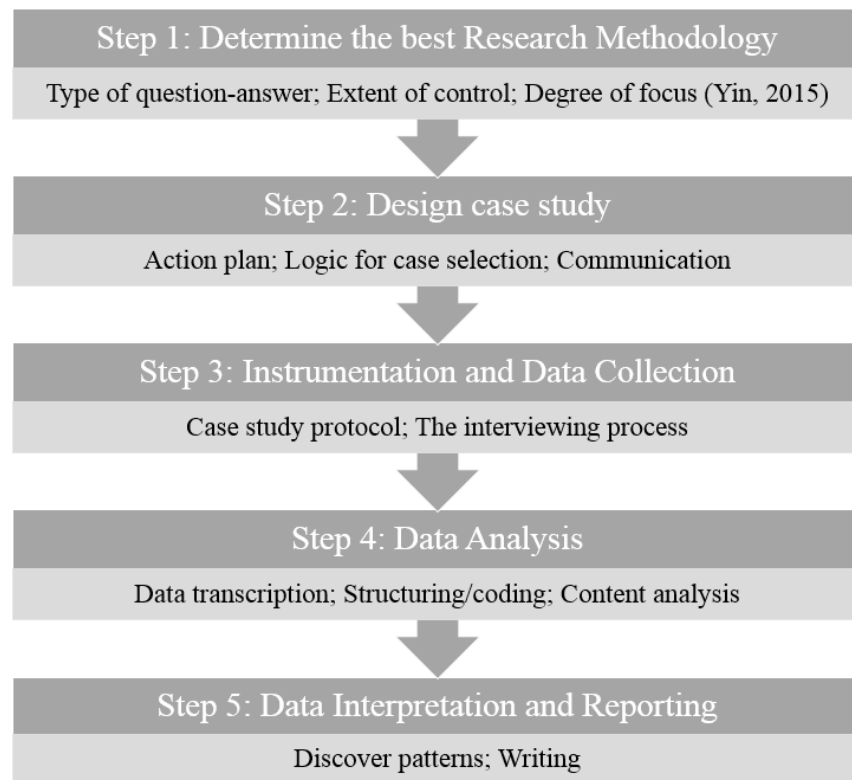 Step 1: Determine the best Research Methodology
Type of question-answer; Extent of control; Degree of focus (Yin, 2015)
Step 2: Design case study
Action plan; Logic for case selection; Communication
Step 3: Instrumentation and Data Collection
Case study protocol; The interviewing process
Step 4: Data Analysis
Data transcription; Structuring/coding; Content analysis
Step 5: Data Interpretation and Reporting
Discover patterns; Writing